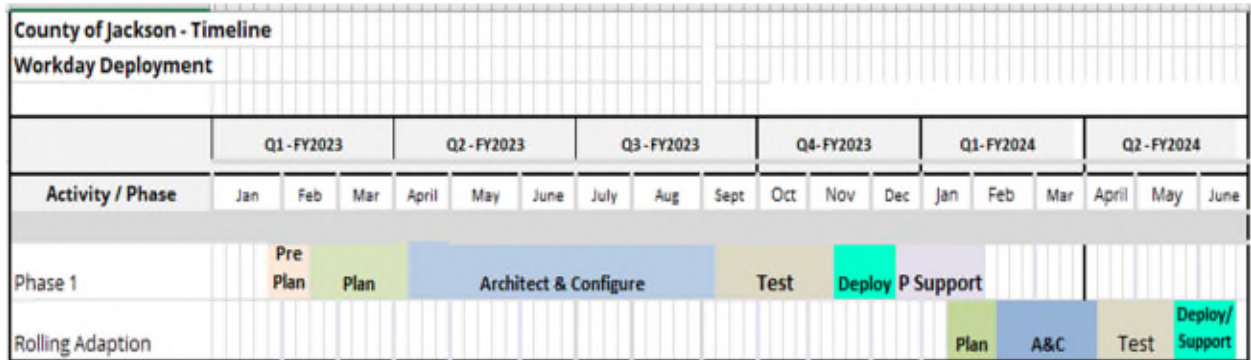 County of Jackson - Timeline
Workday Deployment
Q1 - FY2023 Q2 - FY2023 Q3 - FY2023 Q4- FY2023 Q1- FY2024 Q2 - FY2024
Activity / Phase Jan Feb Mar April May June July Aug Sept Oct Nov Dec Jan Feb Mar April May June
Phase 1 Pre Plan Plan Architect & Configure Test Deploy P Support
Rolling Adaption Plan A&C Test Deploy/ Support